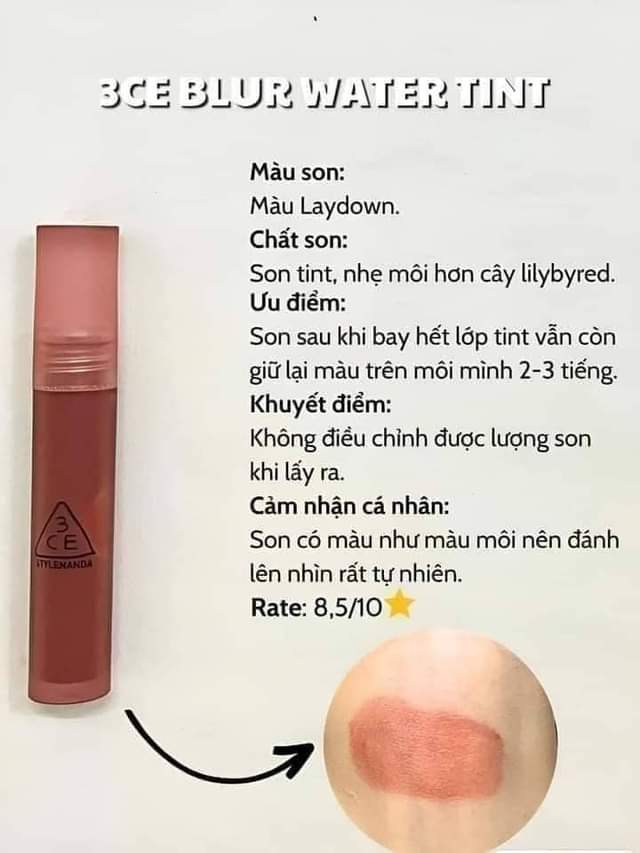 3CE BLUR WATER TINT
Màu son:
Màu Laydown.
Chất son:
Son tint, nhẹ môi hơn cây lilybyred.
Ưu điểm:
Son sau khi bay hết lớp tint vẫn còn
giữ lại màu trên môi mình 2-3 tiếng.
Khuyết điểm:
Không điều chỉnh được lượng son
khi lấy ra.
Cảm nhận cá nhân:
Son có màu như màu môi nên đánh
lên nhìn rất tự nhiên.
Rate: 8,5/10
3
CE
STYLENANDA